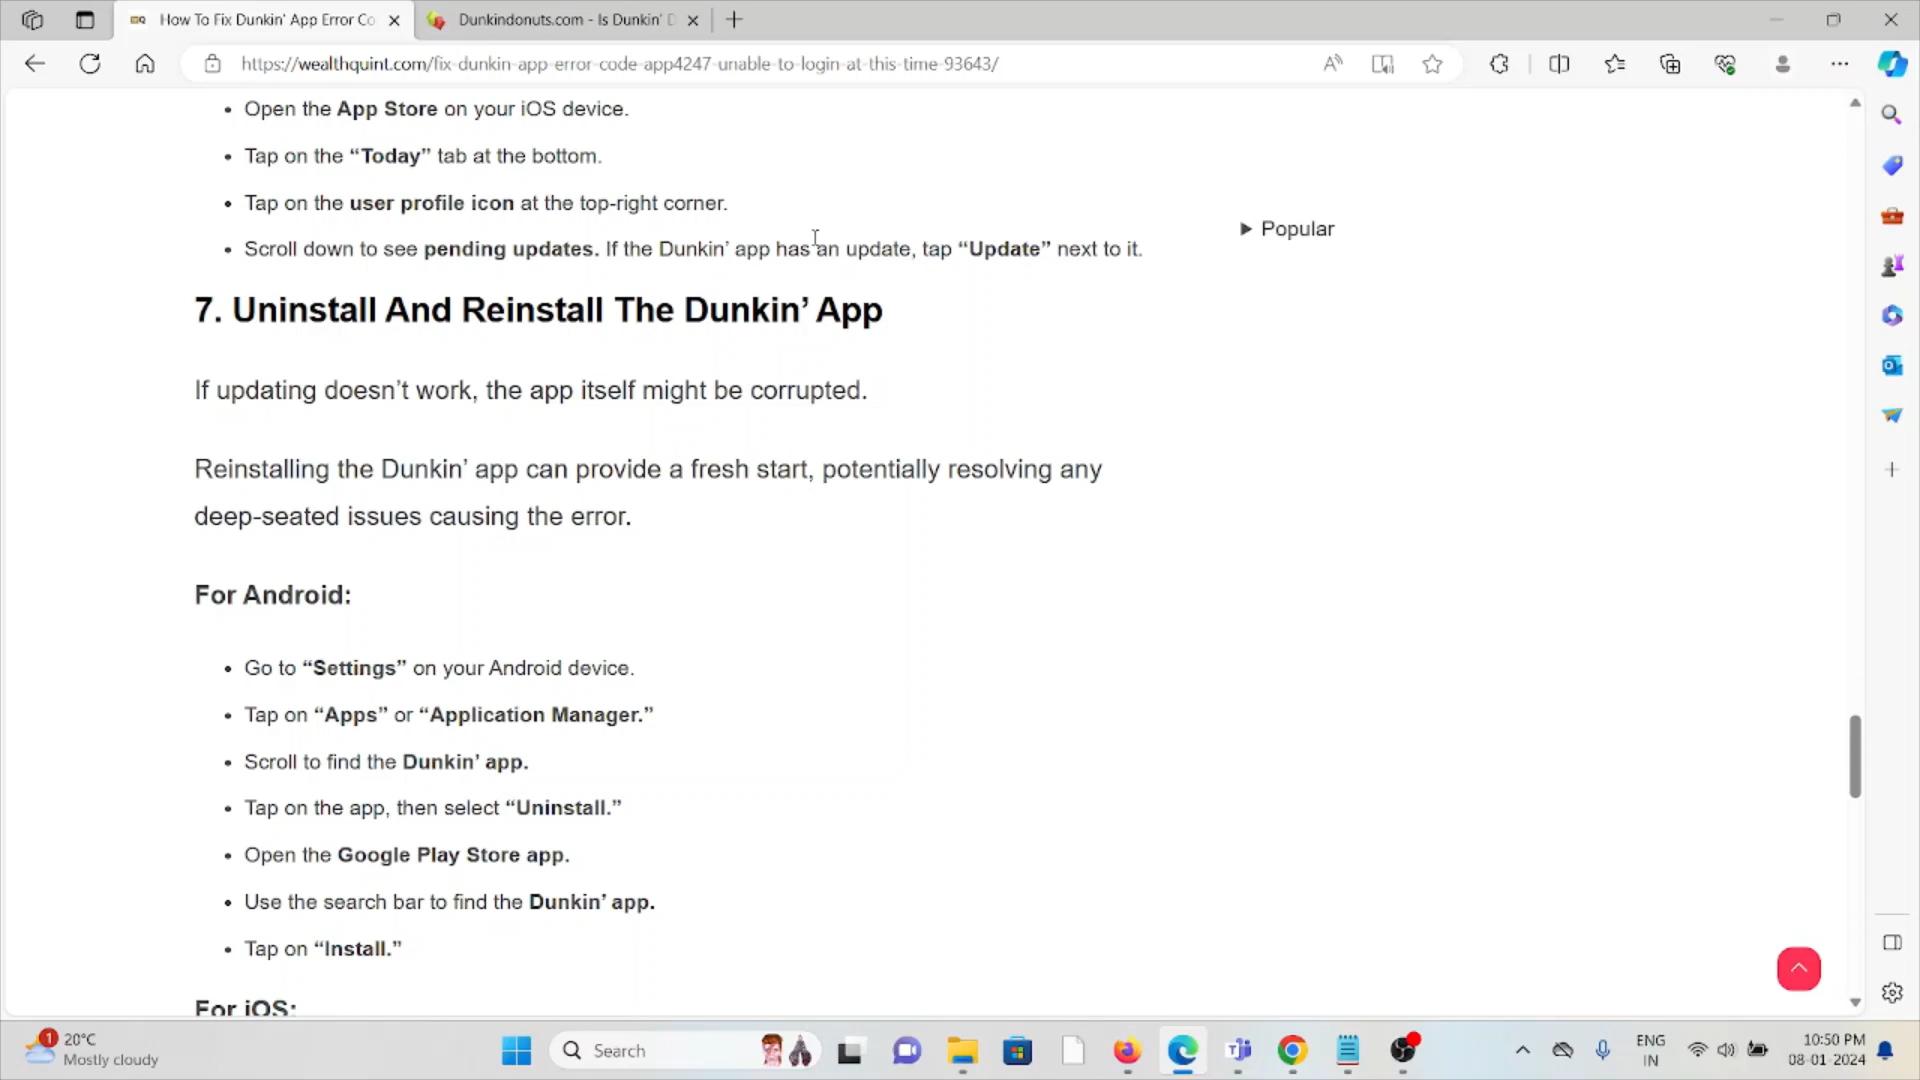 How To Fix Dunkin' App Error Co
Dunkindonuts.com - Is Dunkin' D
https://wealthquint.com/fix-dunkin-app-error-code-app4247-unable-to-login-at-this-time-93643/
• Open the App Store on your iOS device.
• Tap on the “Today” tab at the bottom.
• Tap on the user profile icon at the top-right corner.
• Scroll down to see pending updates. If the Dunkin’ app has an update, tap “Update” next to it.
▶ Popular
7. Uninstall And Reinstall The Dunkin’ App
If updating doesn’t work, the app itself might be corrupted.
Reinstalling the Dunkin’ app can provide a fresh start, potentially resolving any
deep-seated issues causing the error.
For Android:
• Go to “Settings” on your Android device.
• Tap on “Apps” or “Application Manager.”
• Scroll to find the Dunkin’ app.
• Tap on the app, then select “Uninstall.”
• Open the Google Play Store app.
• Use the search bar to find the Dunkin’ app.
• Tap on “Install.”
For iOS:
1
20°C
Mostly cloudy
Search
ENG
IN
10:50 PM
08-01-2024